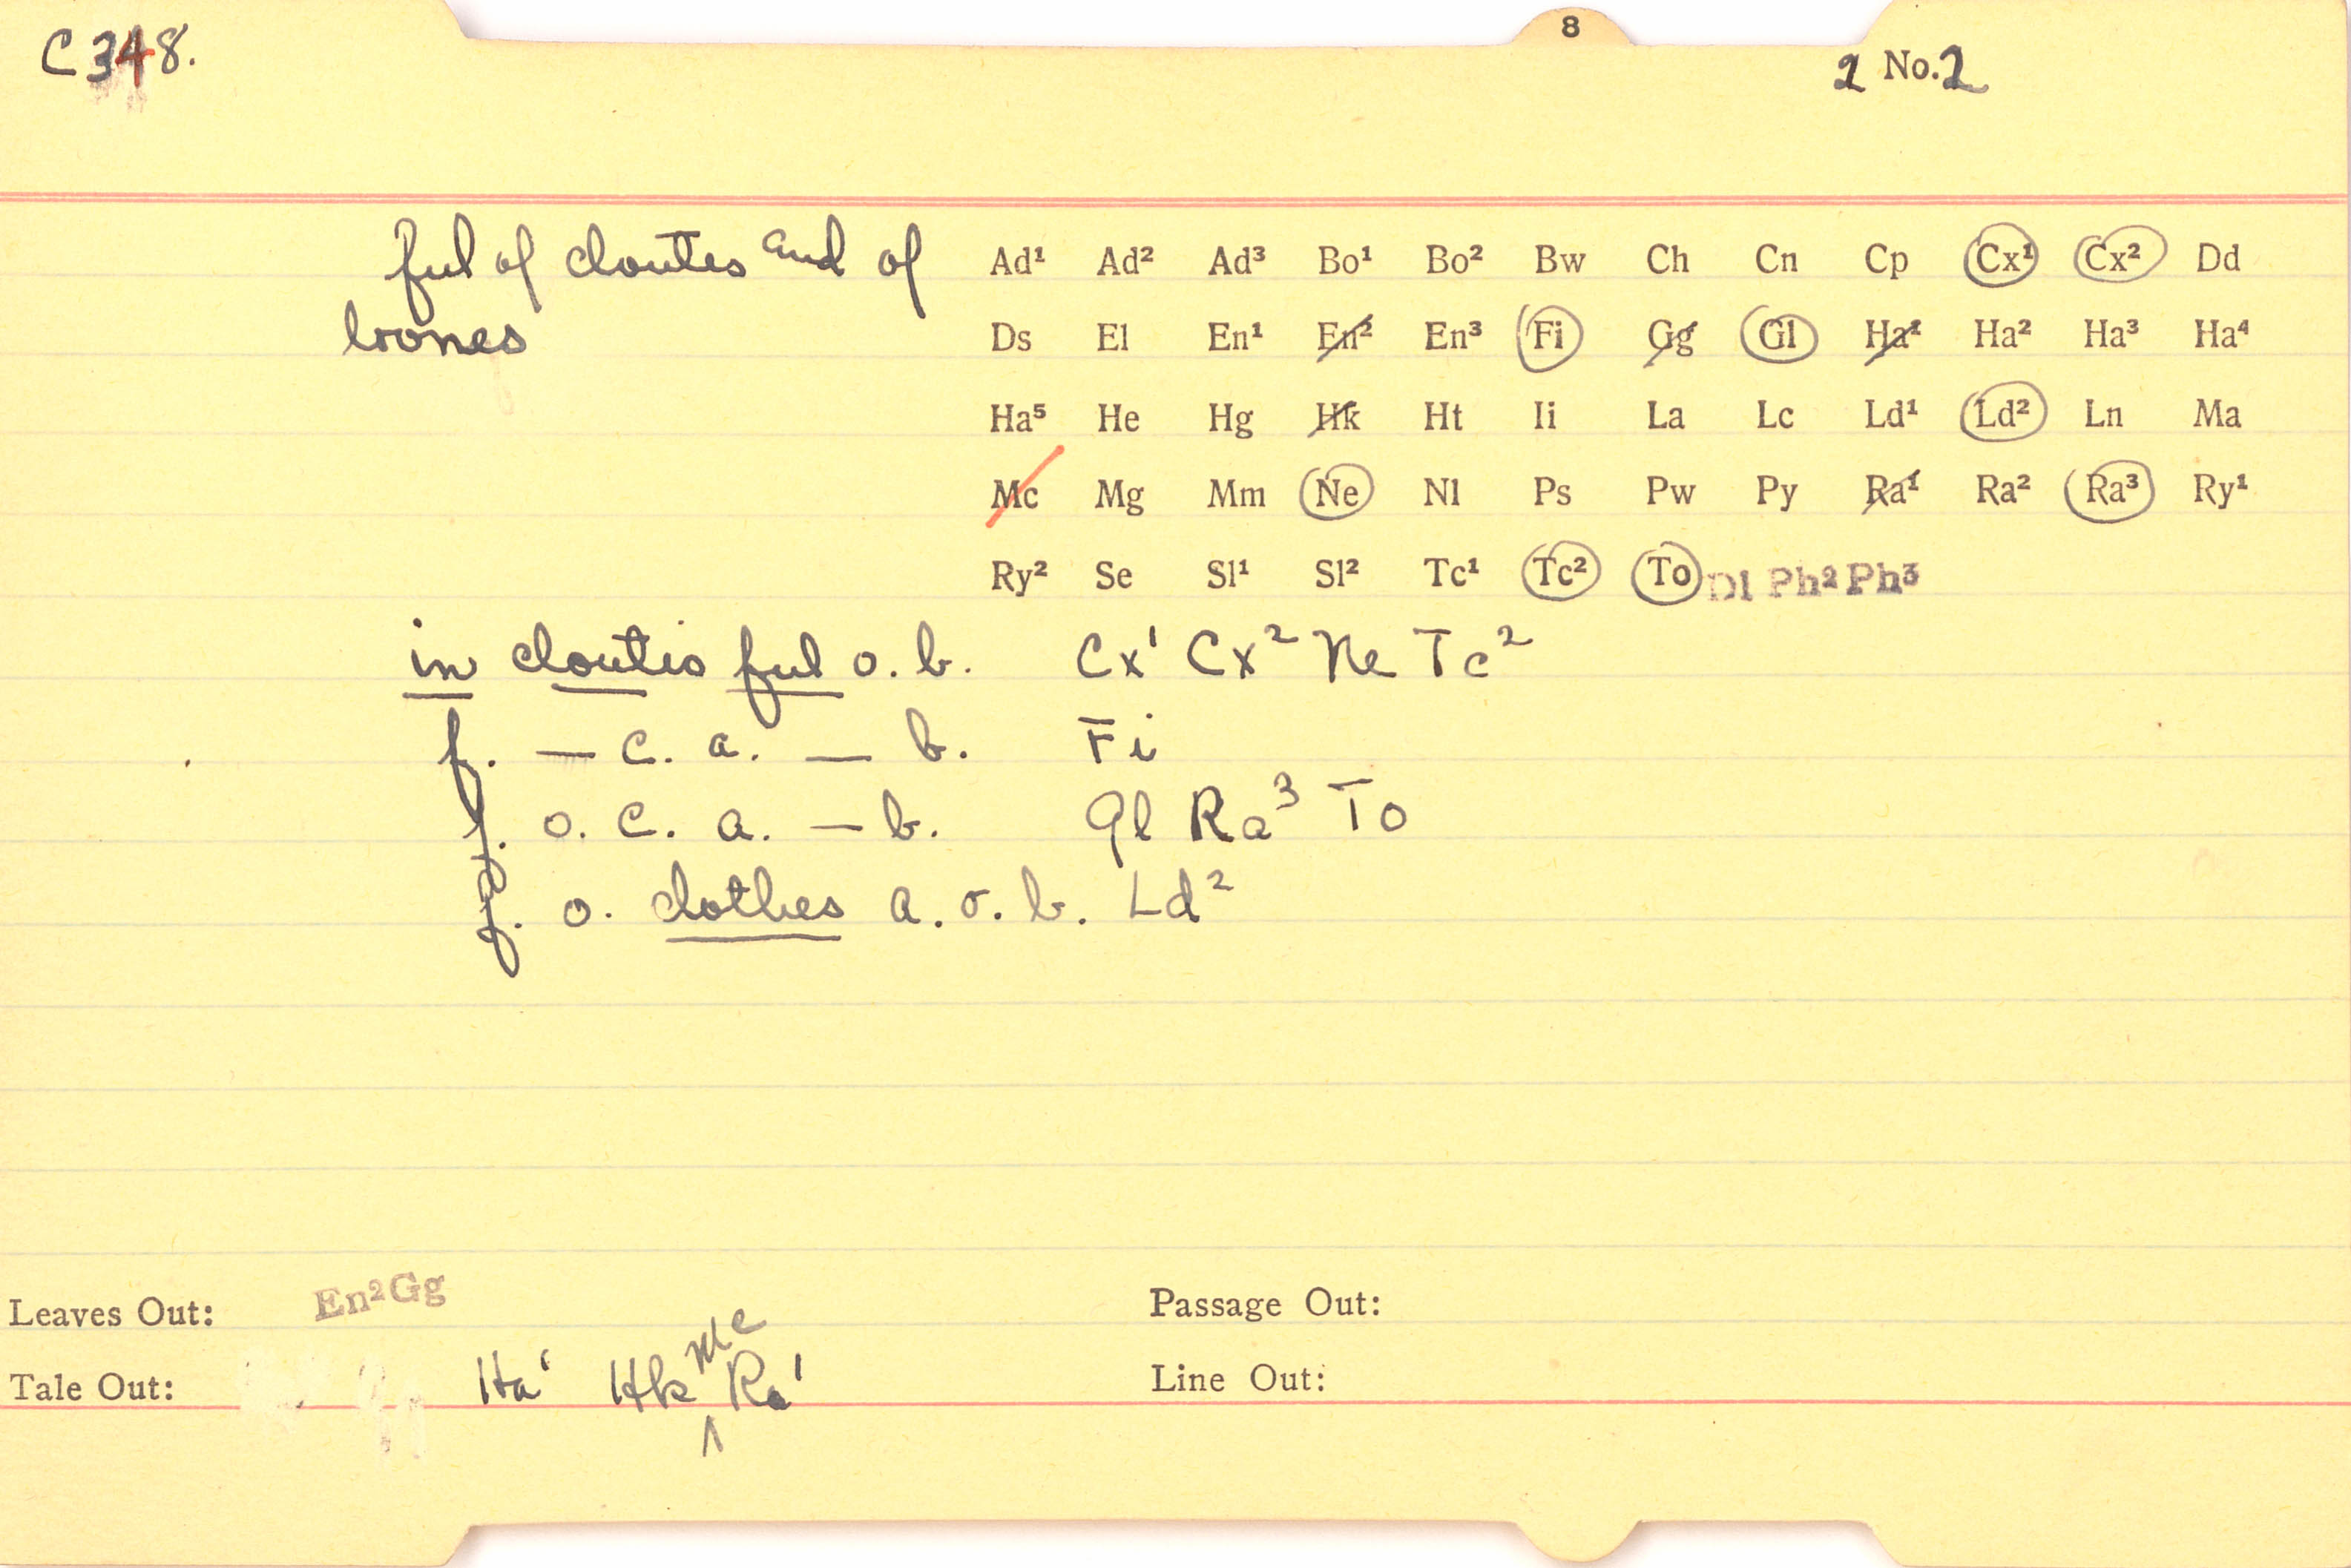 8
C 348.
2 No. 2
ful of cloutes and of
bones
Ad¹ Ad² Ad³ Bo¹ Bo² Bw Ch Cn Cp Cx¹ Cx² Dd
Ds El En¹ En² En³ Fi Gg Gl Ha¹ Ha² Ha³ Ha⁴
Ha⁵ He Hg Hk Ht Ii La Lc Ld¹ Ld² Ln Ma
Mc Mg Mm Ne Nl Ps Pw Py Ra¹ Ra² Ra³ Ry¹
Ry² Se Sl¹ Sl² Tc¹ Tc² To Dl Ph² Ph³
in cloutis ful o. b. Cx¹ Cx² Ne Tc²
f. — c. a. — b. Fi
f. o. c. a. — b. Gl Ra³ To
f. o. clothes a. o. b. Ld²
Leaves Out: En² Gg
Passage Out:
Tale Out: Ha¹ Hk Mc Ra¹
Line Out: